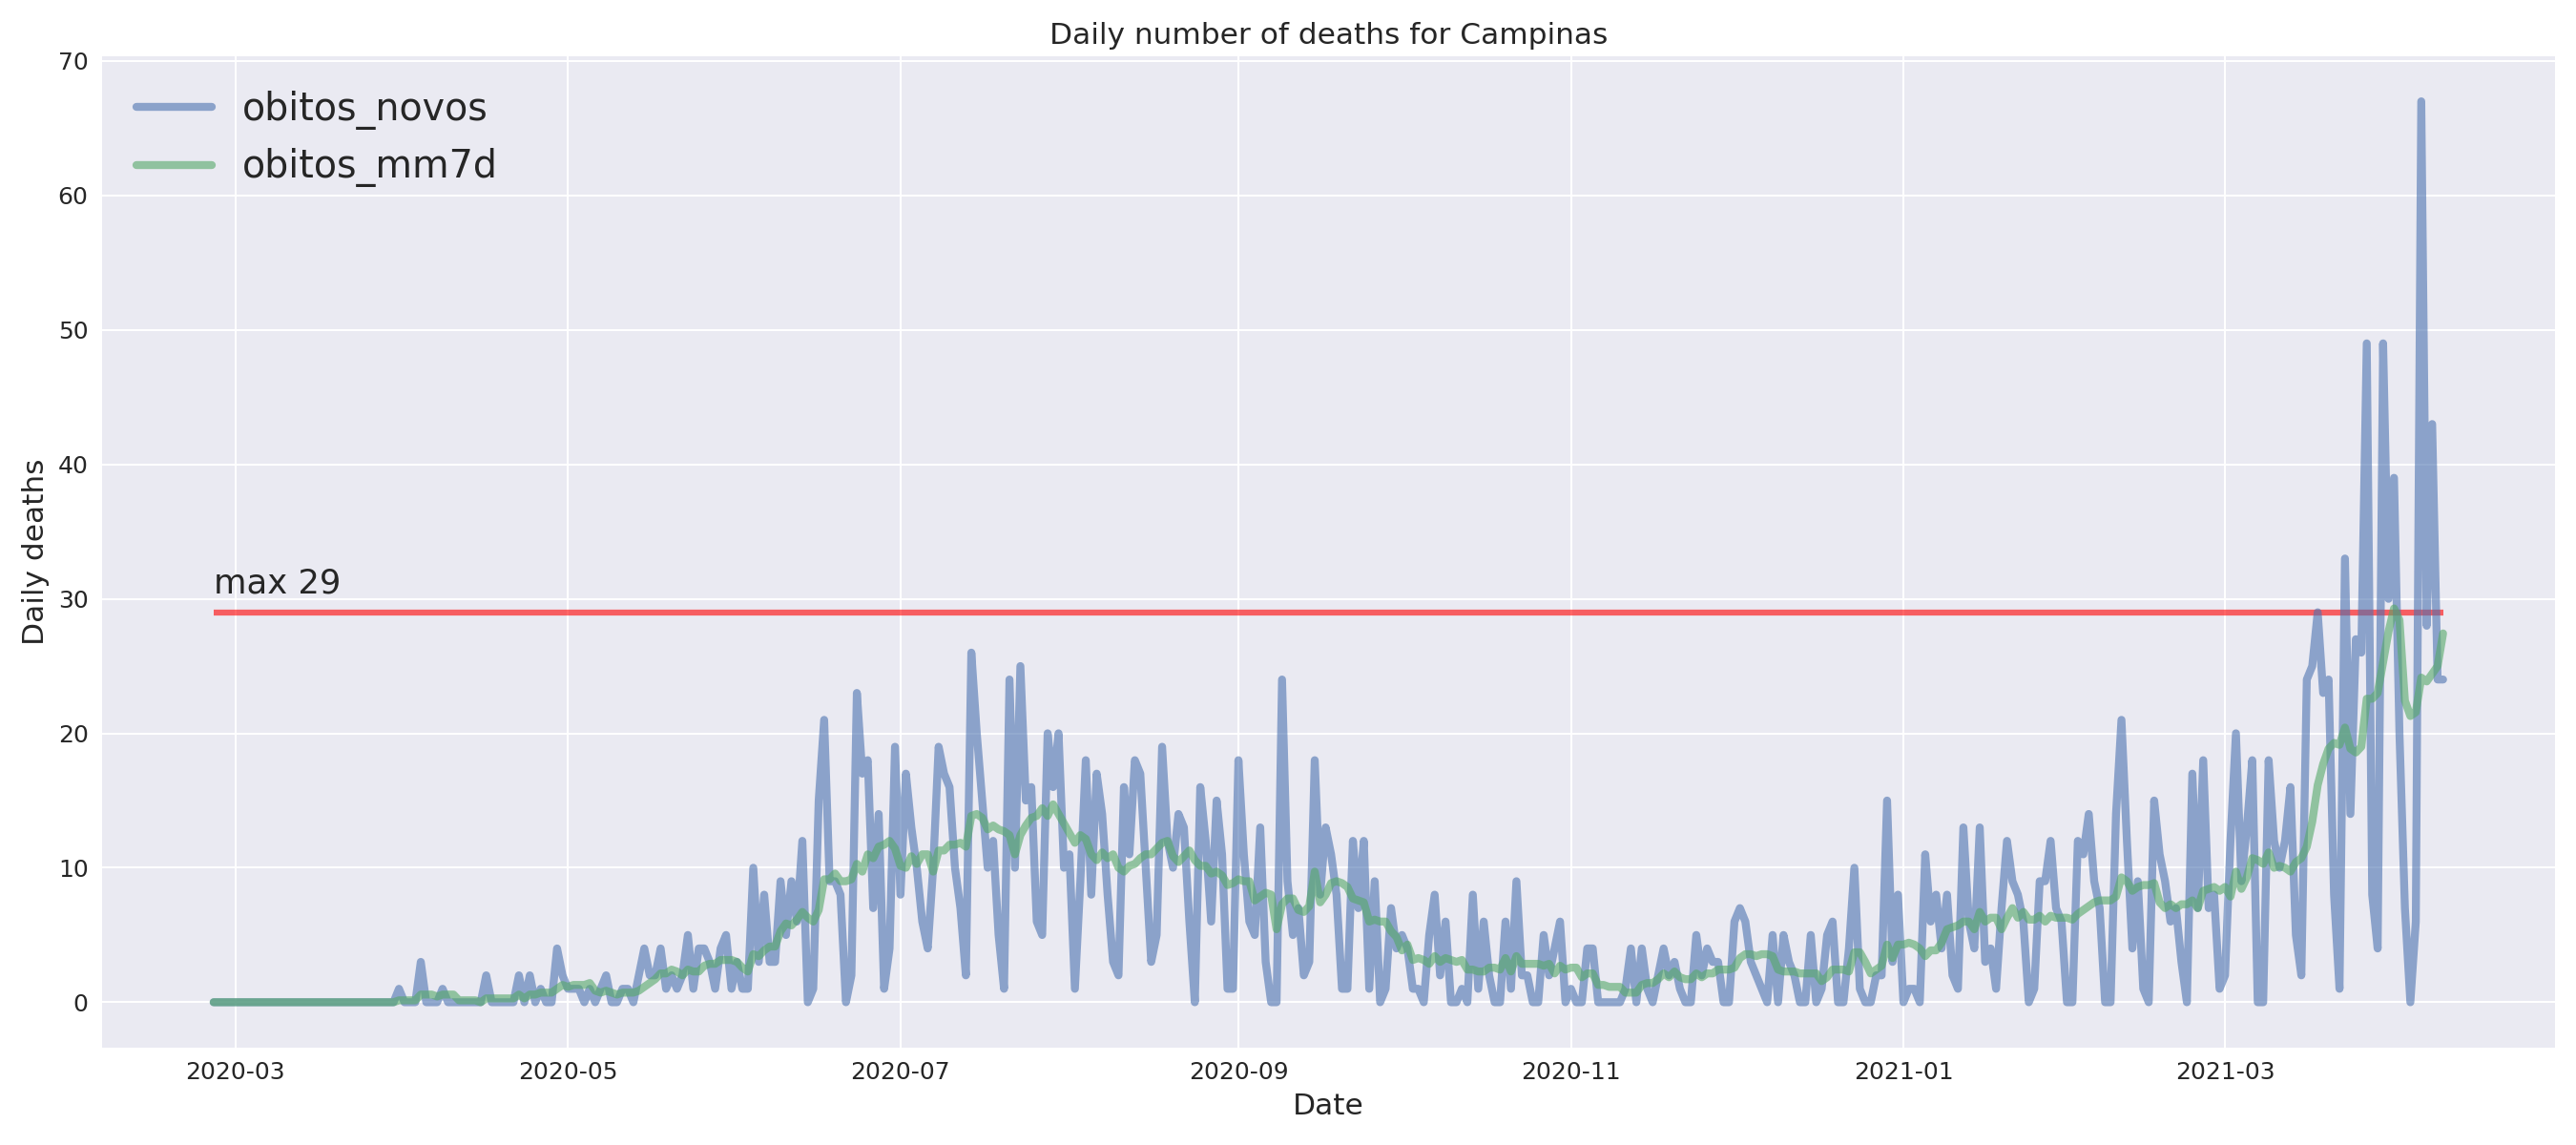 Daily number of deaths for Campinas
70
60
50
40
30
20
10
0
Daily deaths
obitos_novos
obitos_mm7d
max 29
2020-03
2020-05
2020-07
2020-09
2020-11
2021-01
2021-03
Date